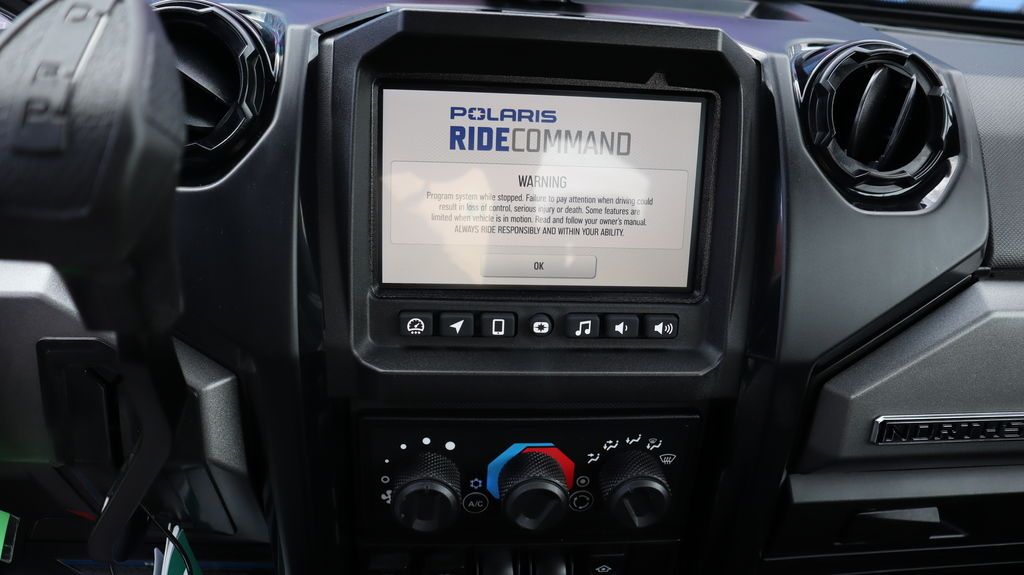 POLARIS
RIDECOMMAND
WARNING
Program system while stopped. Failure to pay attention when driving could
result in loss of control, serious injury or death. Some features are
limited when vehicle is in motion. Read and follow your owner's manual.
ALWAYS RIDE RESPONSIBLY AND WITHIN YOUR ABILITY.
OK
A/C